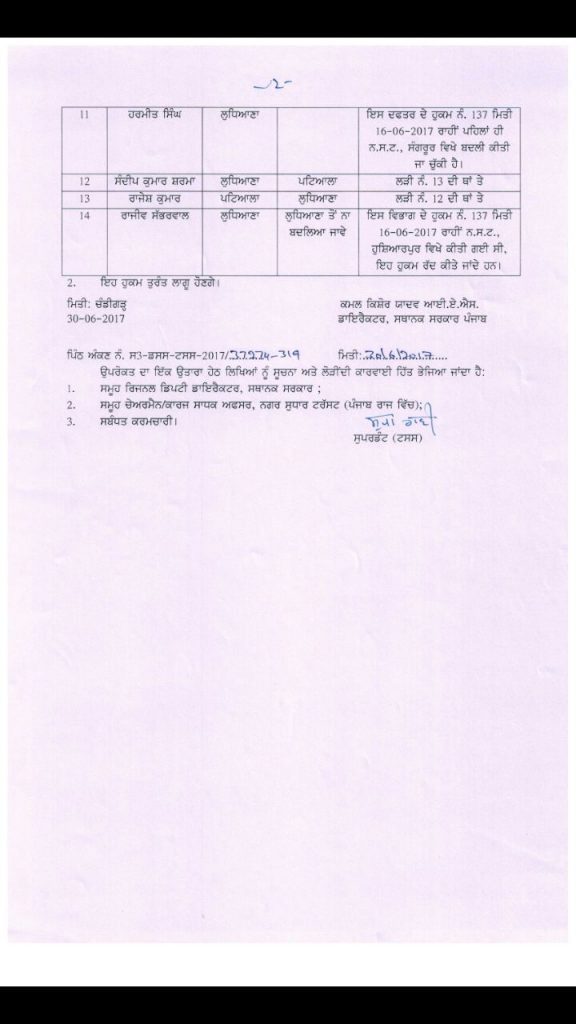 -2-
11 ਹਰਮੀਤ ਸਿੰਘ ਲੁਧਿਆਣਾ ਇਸ ਦਫਤਰ ਦੇ ਹੁਕਮ ਨੰ. 137 ਮਿਤੀ
16-06-2017 ਰਾਹੀਂ ਪਹਿਲਾਂ ਹੀ
ਨ.ਸ.ਟ., ਸੰਗਰੂਰ ਵਿਖੇ ਬਦਲੀ ਕੀਤੀ
ਜਾ ਚੁੱਕੀ ਹੈ।
12 ਸੰਦੀਪ ਕੁਮਾਰ ਸ਼ਰਮਾ ਲੁਧਿਆਣਾ ਪਟਿਆਲਾ ਲੜੀ ਨੰ. 13 ਦੀ ਥਾਂ ਤੇ
13 ਰਾਜੇਸ਼ ਕੁਮਾਰ ਪਟਿਆਲਾ ਲੁਧਿਆਣਾ ਲੜੀ ਨੰ. 12 ਦੀ ਥਾਂ ਤੇ
14 ਰਾਜੀਵ ਸੱਭਰਵਾਲ ਲੁਧਿਆਣਾ ਲੁਧਿਆਣਾ ਤੋਂ ਨਾ ਇਸ ਵਿਭਾਗ ਦੇ ਹੁਕਮ ਨੰ. 137 ਮਿਤੀ
ਬਦਲਿਆ ਜਾਵੇ 16-06-2017 ਰਾਹੀਂ ਨ.ਸ.ਟ.,
ਹੁਸ਼ਿਆਰਪੁਰ ਵਿਖੇ ਕੀਤੀ ਗਈ ਸੀ,
ਇਹ ਹੁਕਮ ਰੱਦ ਕੀਤੇ ਜਾਂਦੇ ਹਨ।
2. ਇਹ ਹੁਕਮ ਤੁਰੰਤ ਲਾਗੂ ਹੋਣਗੇ।
ਮਿਤੀ: ਚੰਡੀਗੜ੍ਹ ਕਮਲ ਕਿਸ਼ੋਰ ਯਾਦਵ ਆਈ.ਏ.ਐਸ.
30-06-2017 ਡਾਇਰੈਕਟਰ, ਸਥਾਨਕ ਸਰਕਾਰ ਪੰਜਾਬ
ਪਿੱਠ ਅੰਕਣ ਨੰ. ਸ3-ਡਸਸ-ਟਸਸ-2017/37274-319 ਮਿਤੀ:.30/6/2017.....
ਉਪਰੋਕਤ ਦਾ ਇਕ ਉਤਾਰਾ ਹੇਠ ਲਿਖਿਆਂ ਨੂੰ ਸੂਚਨਾ ਅਤੇ ਲੋੜੀਂਦੀ ਕਾਰਵਾਈ ਹਿੱਤ ਭੇਜਿਆ ਜਾਂਦਾ ਹੈ:
1. ਸਮੂਹ ਰਿਜਨਲ ਡਿਪਟੀ ਡਾਇਰੈਕਟਰ, ਸਥਾਨਕ ਸਰਕਾਰ ;
2. ਸਮੂਹ ਚੇਅਰਮੈਨ/ਕਾਰਜ ਸਾਧਕ ਅਫਸਰ, ਨਗਰ ਸੁਧਾਰ ਟਰੱਸਟ (ਪੰਜਾਬ ਰਾਜ ਵਿੱਚ);
3. ਸਬੰਧਤ ਕਰਮਚਾਰੀ।
ਸੁਪਰਡੰਟ (ਟਸਸ)